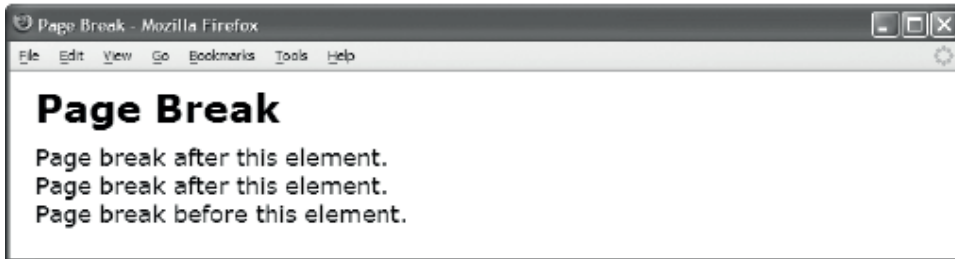 Page Break - Mozilla Firefox
File Edit View Go Bookmarks Tools Help
Page Break
Page break after this element.
Page break after this element.
Page break before this element.